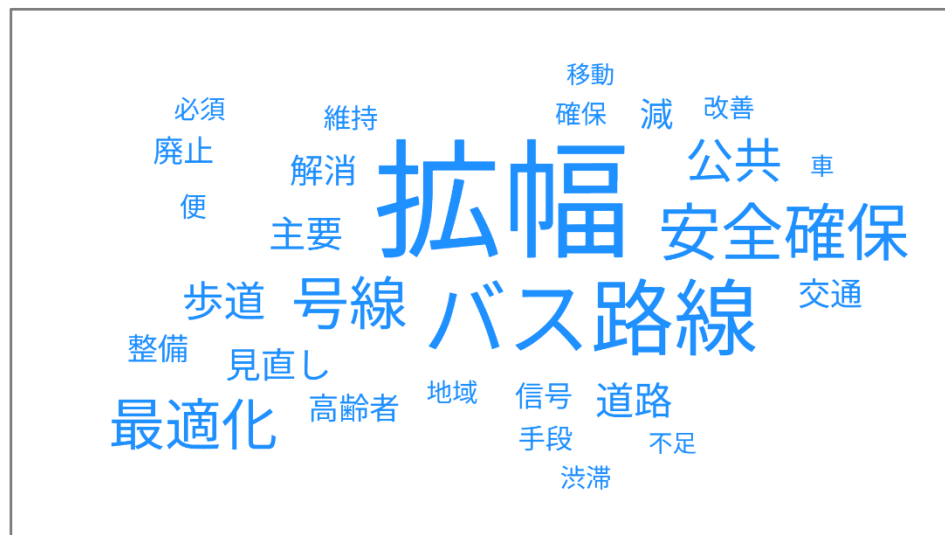 移動
必須
維持
確保
減
改善
廃止
解消
拡幅
公共
車
便
主要
安全確保
歩道
号線
バス路線
交通
整備
見直し
最適化
高齢者
地域
信号
道路
手段
不足
渋滞